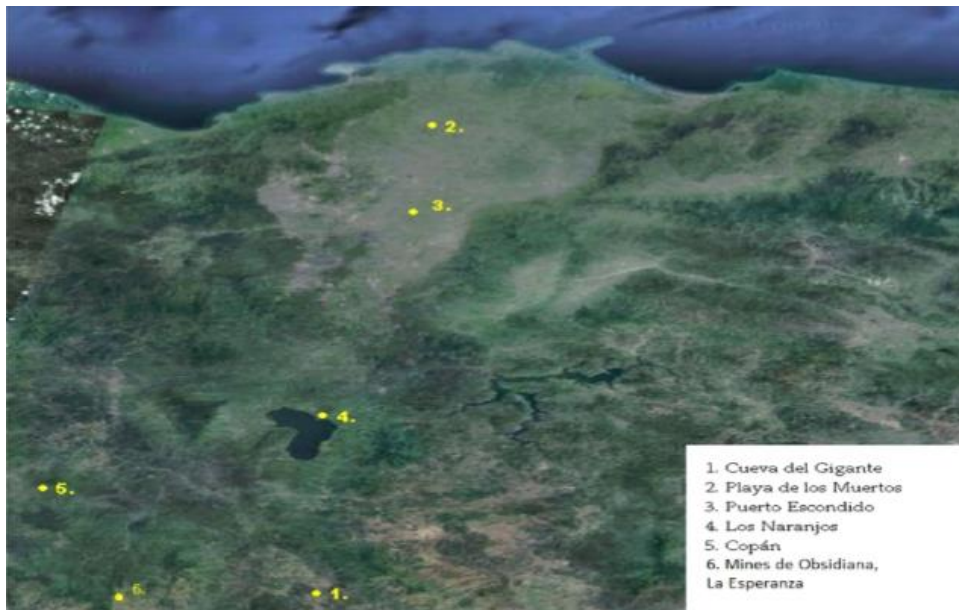 2.
3.
4.
5.
6.
1.
1. Cueva del Gigante
2. Playa de los Muertos
3. Puerto Escondido
4. Los Naranjos
5. Copán
6. Mines de Obsidiana,
La Esperanza